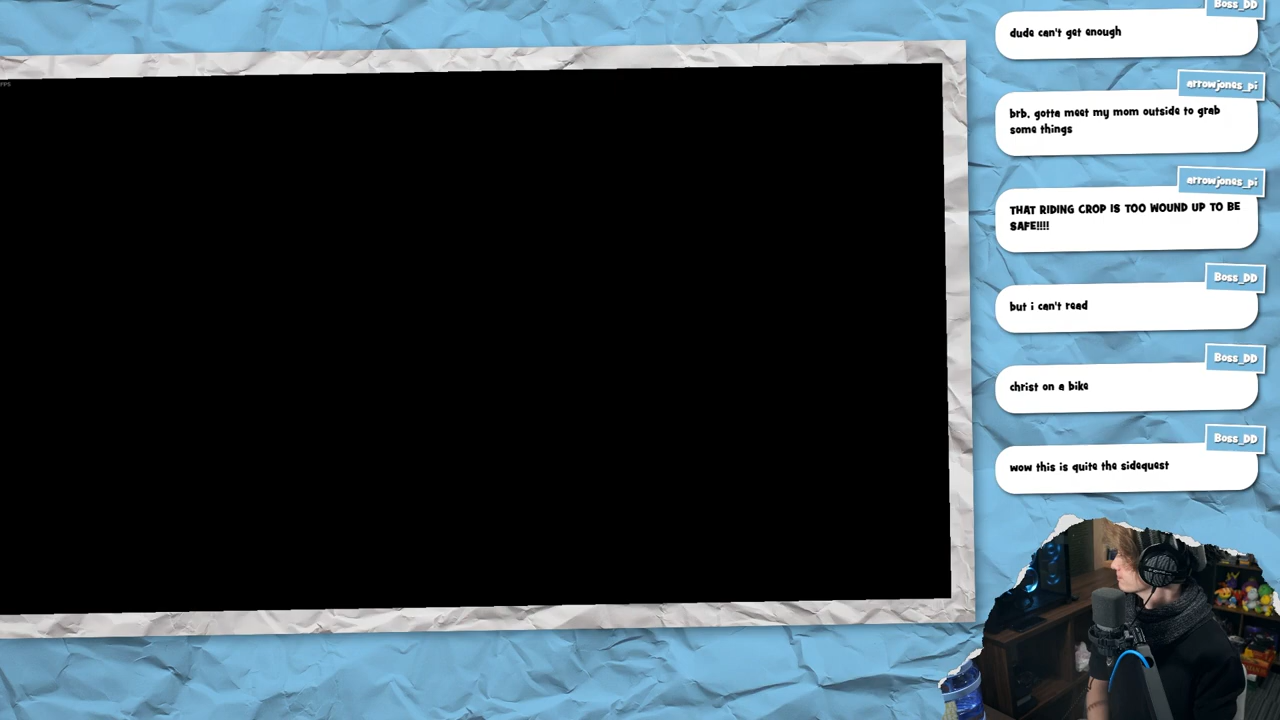 Boss_DD
dude can't get enough
arrowjones_pi
brb. gotta meet my mom outside to grab
some things
arrowjones_pi
THAT RIDING CROP IS TOO WOUND UP TO BE
SAFE!!!!
Boss_DD
but i can't read
Boss_DD
christ on a bike
Boss_DD
wow this is quite the sidequest